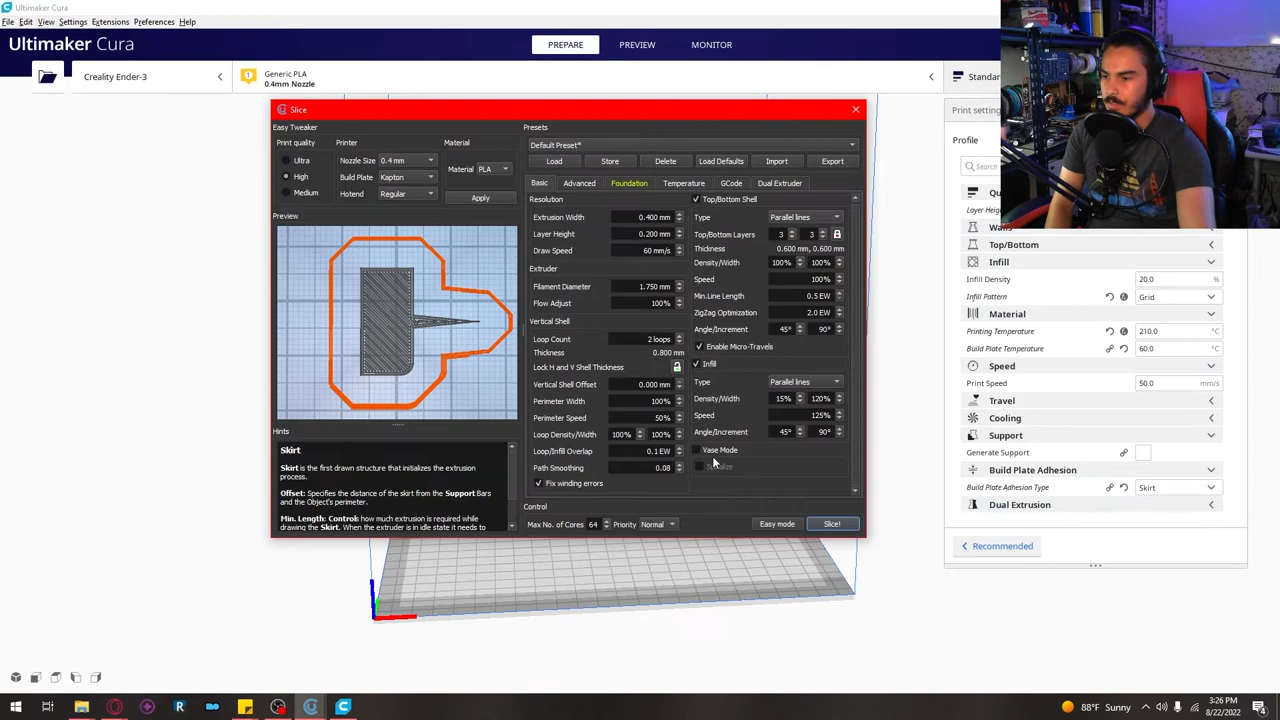 Ultimaker Cura
File Edit View Settings Extensions Preferences Help
Ultimaker Cura
PREPARE PREVIEW MONITOR
Creality Ender-3
1 Generic PLA
0.4mm Nozzle
Standa
Print setting
Profile
Search
Qu
Layer Heig
Walls
Top/Bottom
Infill
Infill Density 20.0 %
Infill Pattern Grid
Material
Printing Temperature 210.0 °C
Build Plate Temperature 60.0 °C
Speed
Print Speed 50.0 mm/s
Travel
Cooling
Support
Generate Support
Build Plate Adhesion
Build Plate Adhesion Type Skirt
Dual Extrusion
Recommended
Slice
Easy Tweaker
Print quality
Ultra
High
Medium
Printer
Nozzle Size 0.4 mm
Build Plate Kapton
Hotend Regular
Material
Material PLA
Apply
Preview
Hints
Skirt
Skirt is the first drawn structure that initializes the extrusion
process.
Offset: Specifies the distance of the skirt from the Support Bars
and the Object's perimeter.
Min. Length: Controls how much extrusion is required while
drawing the Skirt. When the extruder is in idle state it needs to
Presets
Default Preset*
Load Store Delete Load Defaults Import Export
Basic Advanced Foundation Temperature GCode Dual Extruder
Resolution
Extrusion Width 0.400 mm
Layer Height 0.200 mm
Draw Speed 60 mm/s
Extruder
Filament Diameter 1.750 mm
Flow Adjust 100%
Vertical Shell
Loop Count 2 loops
Thickness 0.800 mm
Lock H and V Shell Thickness
Vertical Shell Offset 0.000 mm
Perimeter Width 100%
Perimeter Speed 50%
Loop Density/Width 100% 100%
Loop/Infill Overlap 0.1 EW
Path Smoothing 0.08
Fix winding errors
Top/Bottom Shell
Type Parallel lines
Top/Bottom Layers 3 3
Thickness 0.600 mm, 0.600 mm
Density/Width 100% 100%
Speed 100%
Min.Line Length 0.5 EW
ZigZag Optimization 2.0 EW
Angle/Increment 45° 90°
Enable Micro-Travels
Infill
Type Parallel lines
Density/Width 15% 120%
Speed 125%
Angle/Increment 45° 90°
Vase Mode
Control
Max No. of Cores 64 Priority Normal
Easy mode Slice!
88°F Sunny
3:26 PM
8/22/2022
4